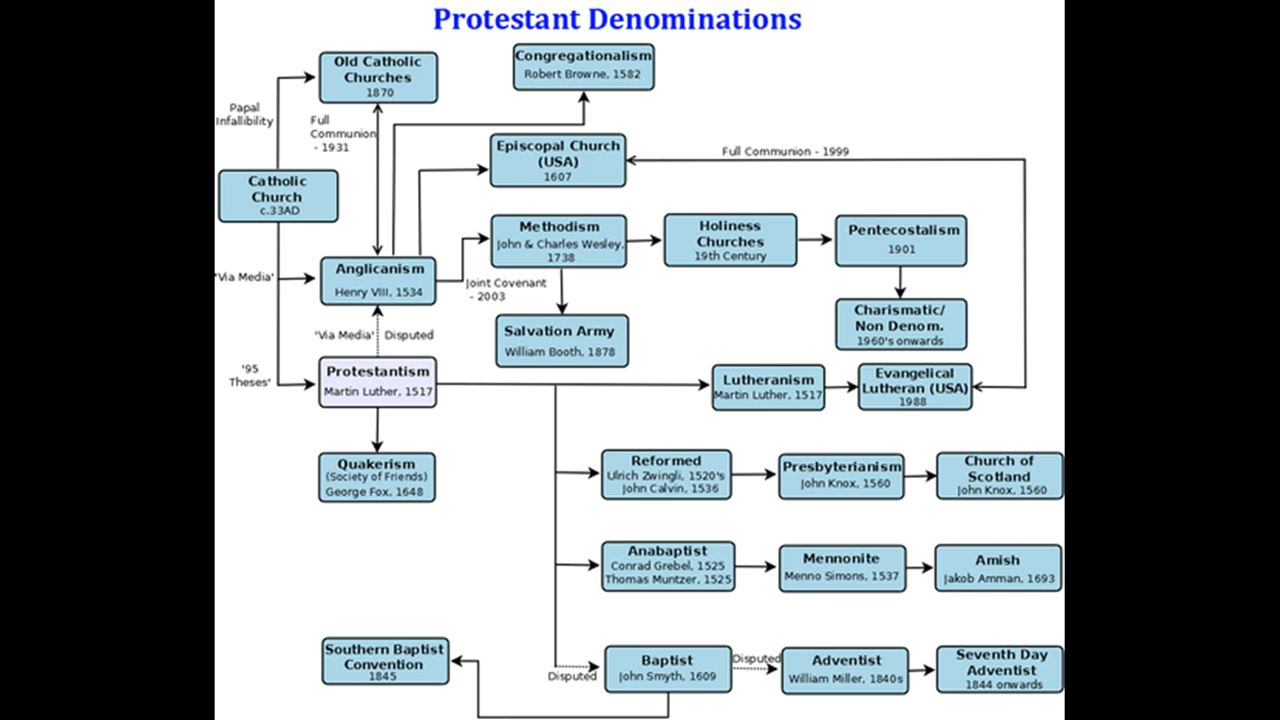 Protestant Denominations
Old Catholic
Churches
1870
Congregationalism
Robert Browne, 1582
Papal
Infallibility
Full
Communion
- 1931
Episcopal Church
(USA)
1607
Full Communion - 1999
Catholic
Church
c.33AD
Methodism
John & Charles Wesley,
1738
Holiness
Churches
19th Century
Pentecostalism
1901
'Via Media'
Anglicanism
Henry VIII, 1534
Joint Covenant
- 2003
Charismatic/
Non Denom.
1960's onwards
'Via Media'
Disputed
Salvation Army
William Booth, 1878
'95
Theses'
Protestantism
Martin Luther, 1517
Lutheranism
Martin Luther, 1517
Evangelical
Lutheran (USA)
1988
Quakerism
(Society of Friends)
George Fox, 1648
Reformed
Ulrich Zwingli, 1520's
John Calvin, 1536
Presbyterianism
John Knox, 1560
Church of
Scotland
John Knox, 1560
Anabaptist
Conrad Grebel, 1525
Thomas Muntzer, 1525
Mennonite
Menno Simons, 1537
Amish
Jakob Amman, 1693
Southern Baptist
Convention
1845
Disputed
Baptist
John Smyth, 1609
Disputed
Adventist
William Miller, 1840s
Seventh Day
Adventist
1844 onwards